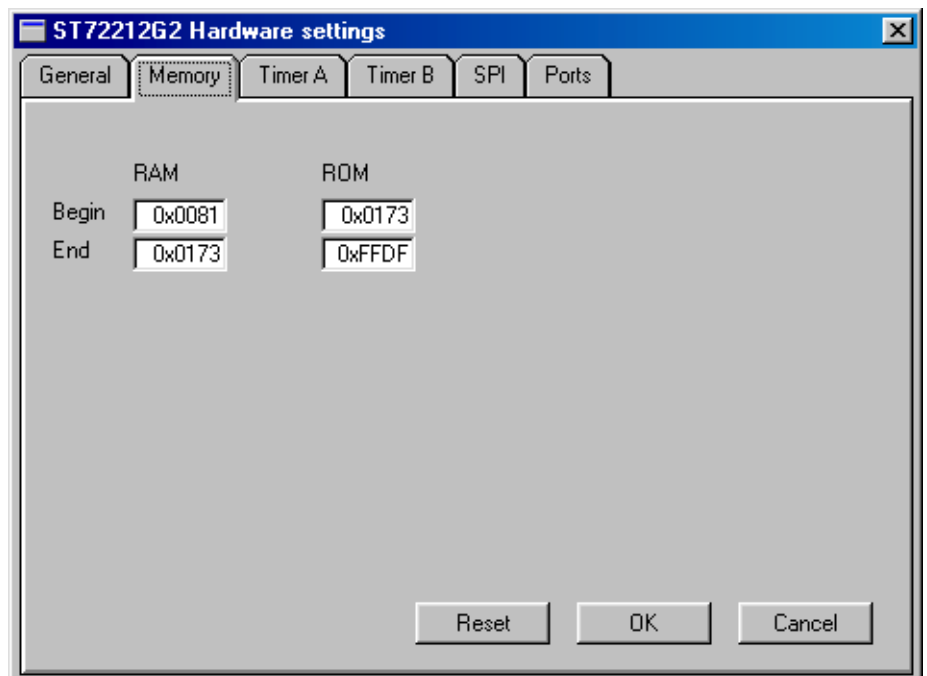 ST72212G2 Hardware settings
General Memory Timer A Timer B SPI Ports
RAM ROM
Begin 0x0081 0x0173
End 0x0173 0xFFDF
Reset OK Cancel